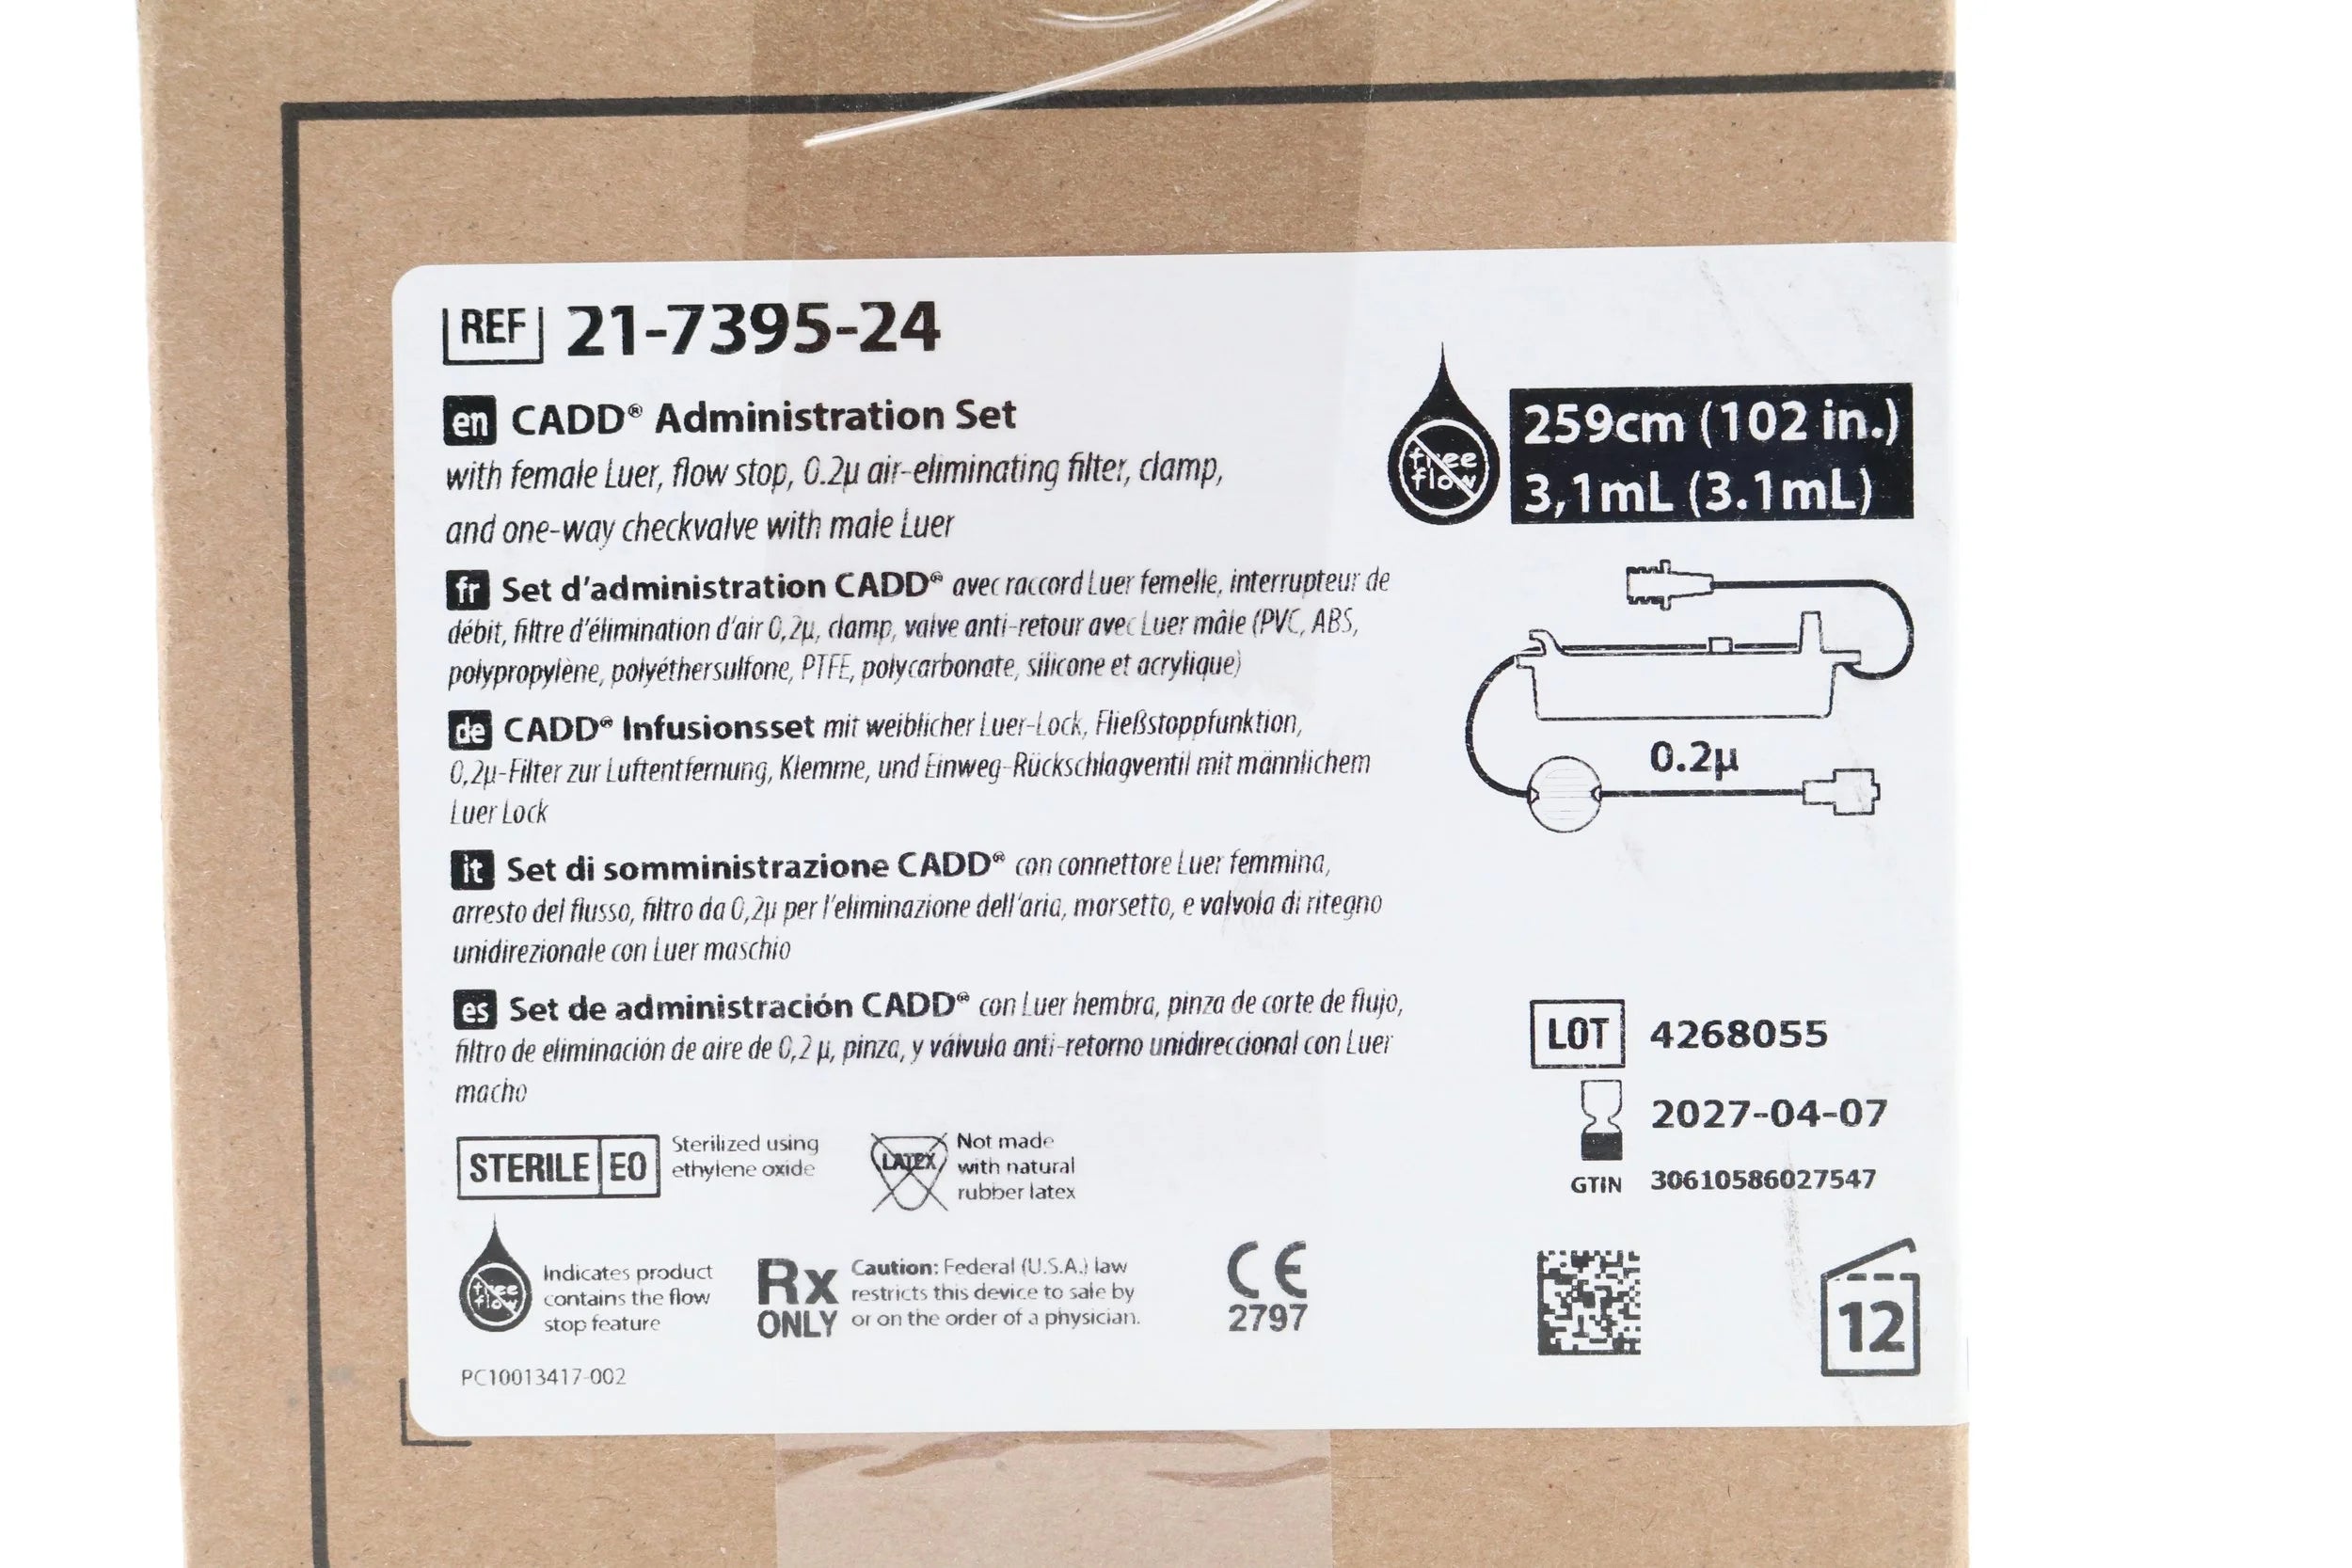 REF 21-7395-24
en CADD® Administration Set
with female Luer, flow stop, 0.2µ air-eliminating filter, clamp,
and one-way checkvalve with male Luer
fr Set d'administration CADD® avec raccord Luer femelle, interrupteur de
débit, filtre d'élimination d'air 0,2µ, clamp, valve anti-retour avec Luer mâle (PVC, ABS,
polypropylène, polyéthersulfone, PTFE, polycarbonate, silicone et acrylique)
de CADD® Infusionsset mit weiblicher Luer-Lock, Fließstoppfunktion,
0,2µ-Filter zur Luftentfernung, Klemme, und Einweg-Rückschlagventil mit männlichem
Luer Lock
it Set di somministrazione CADD® con connettore Luer femmina,
arresto del flusso, filtro da 0,2µ per l'eliminazione dell'aria, morsetto, e valvola di ritegno
unidirezionale con Luer maschio
es Set de administración CADD® con Luer hembra, pinza de corte de flujo,
filtro de eliminación de aire de 0,2 µ, pinza, y válvula anti-retorno unidireccional con Luer
macho
STERILE EO
Sterilized using
ethylene oxide
LATEX
Not made
with natural
rubber latex
free
flow
Indicates product
contains the flow
stop feature
Rx
ONLY
Caution: Federal (U.S.A.) law
restricts this device to sale by
or on the order of a physician.
CE
2797
PC10013417-002
free
flow
259cm (102 in.)
3,1mL (3.1mL)
0.2µ
LOT 4268055
2027-04-07
GTIN 30610586027547
12